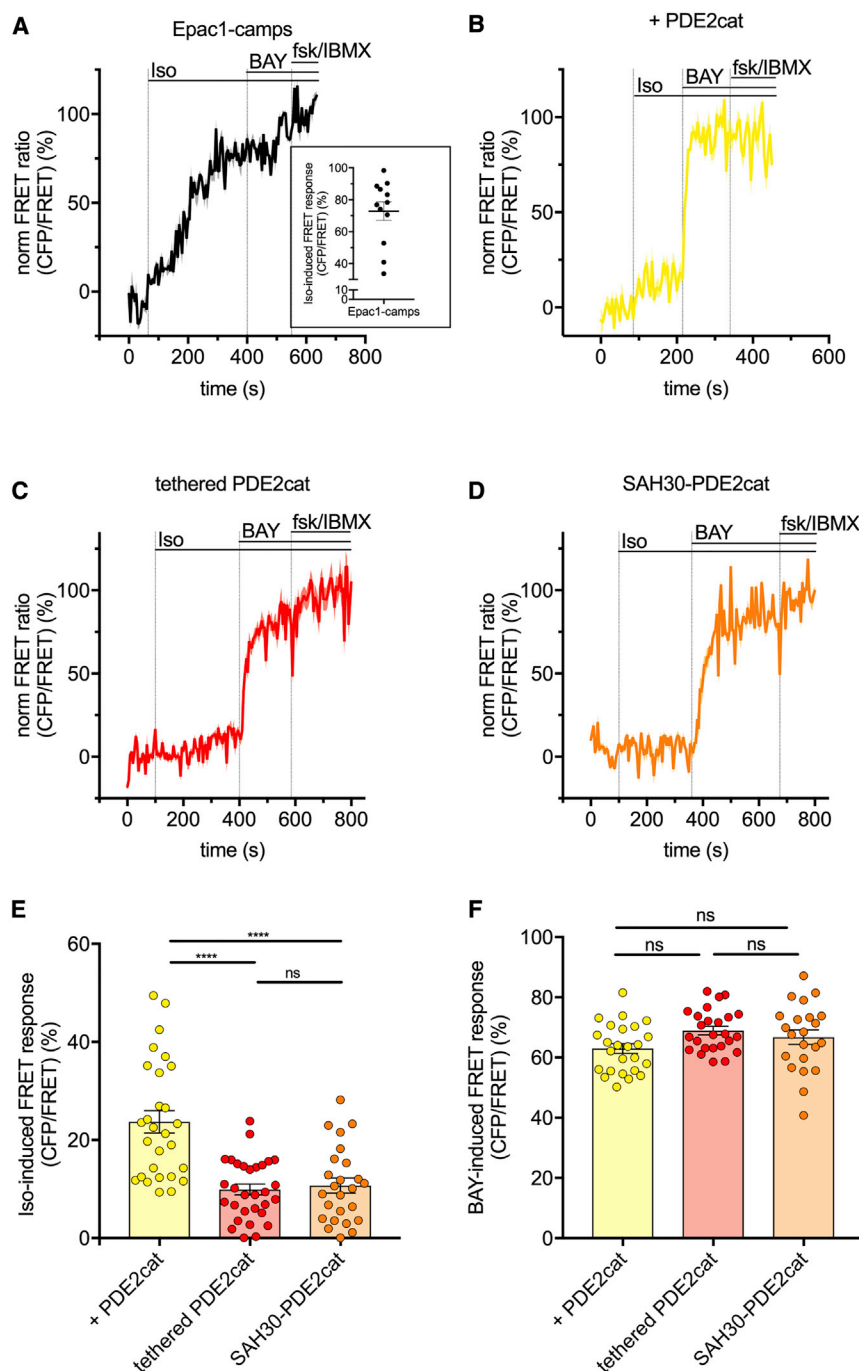 A
Epac1-camps
fsk/IBMX
BAY
Iso
norm FRET ratio
(CFP/FRET) (%)
100
75
50
25
0
0 200 400 600 800
time (s)
Iso-induced FRET response
(CFP/FRET) (%)
100
80
60
40
10
0
Epac1-camps
B
+ PDE2cat
fsk/IBMX
BAY
Iso
norm FRET ratio
(CFP/FRET) (%)
100
50
0
0 200 400 600
time (s)
C
tethered PDE2cat
fsk/IBMX
BAY
Iso
norm FRET ratio
(CFP/FRET) (%)
100
50
0
0 200 400 600 800
time (s)
D
SAH30-PDE2cat
fsk/IBMX
BAY
Iso
norm FRET ratio
(CFP/FRET) (%)
100
50
0
0 200 400 600 800
time (s)
E
Iso-induced FRET response
(CFP/FRET) (%)
60
40
20
0
****
****
ns
+ PDE2cat
tethered PDE2cat
SAH30-PDE2cat
F
BAY-induced FRET response
(CFP/FRET) (%)
100
80
60
40
20
0
ns
ns
ns
+ PDE2cat
tethered PDE2cat
SAH30-PDE2cat